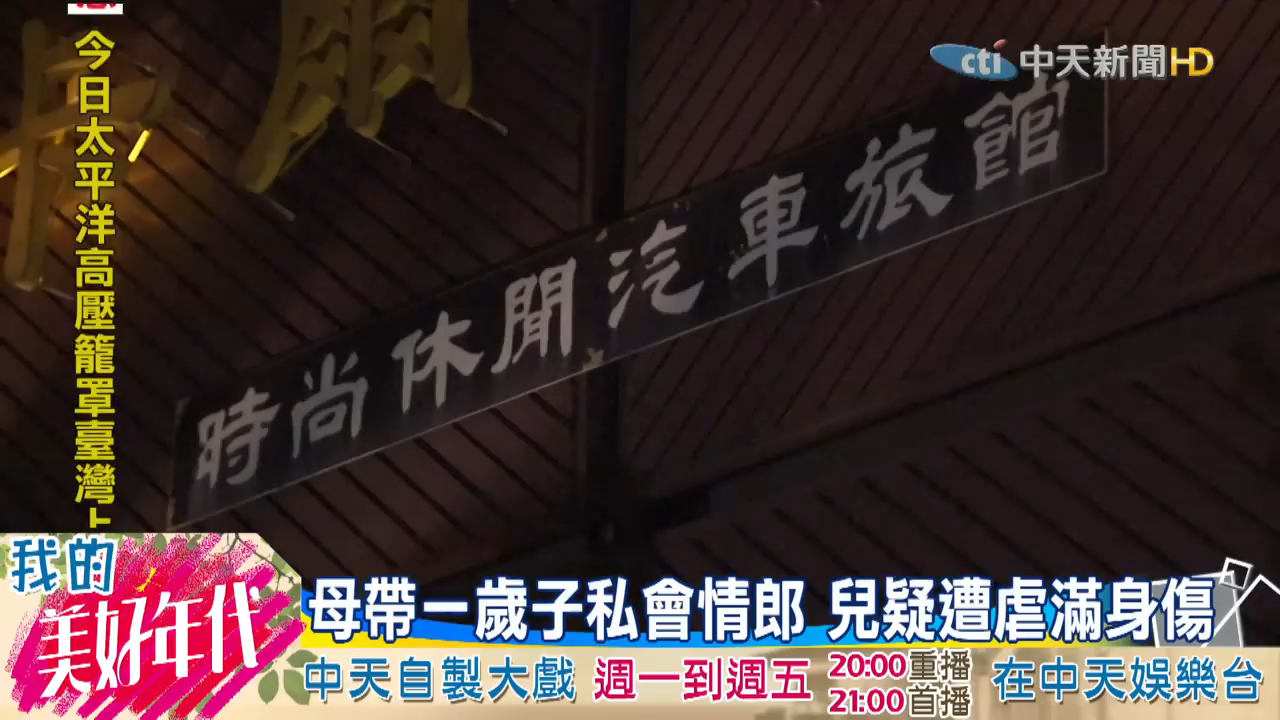 cti 中天新聞HD
今日太平洋高壓籠罩臺灣上
時尚休閒汽車旅館
母帶一歲子私會情郎 兒疑遭虐滿身傷
我的
美好年代
中天自製大戲 週一到週五 20:00重播 21:00首播 在中天娛樂台